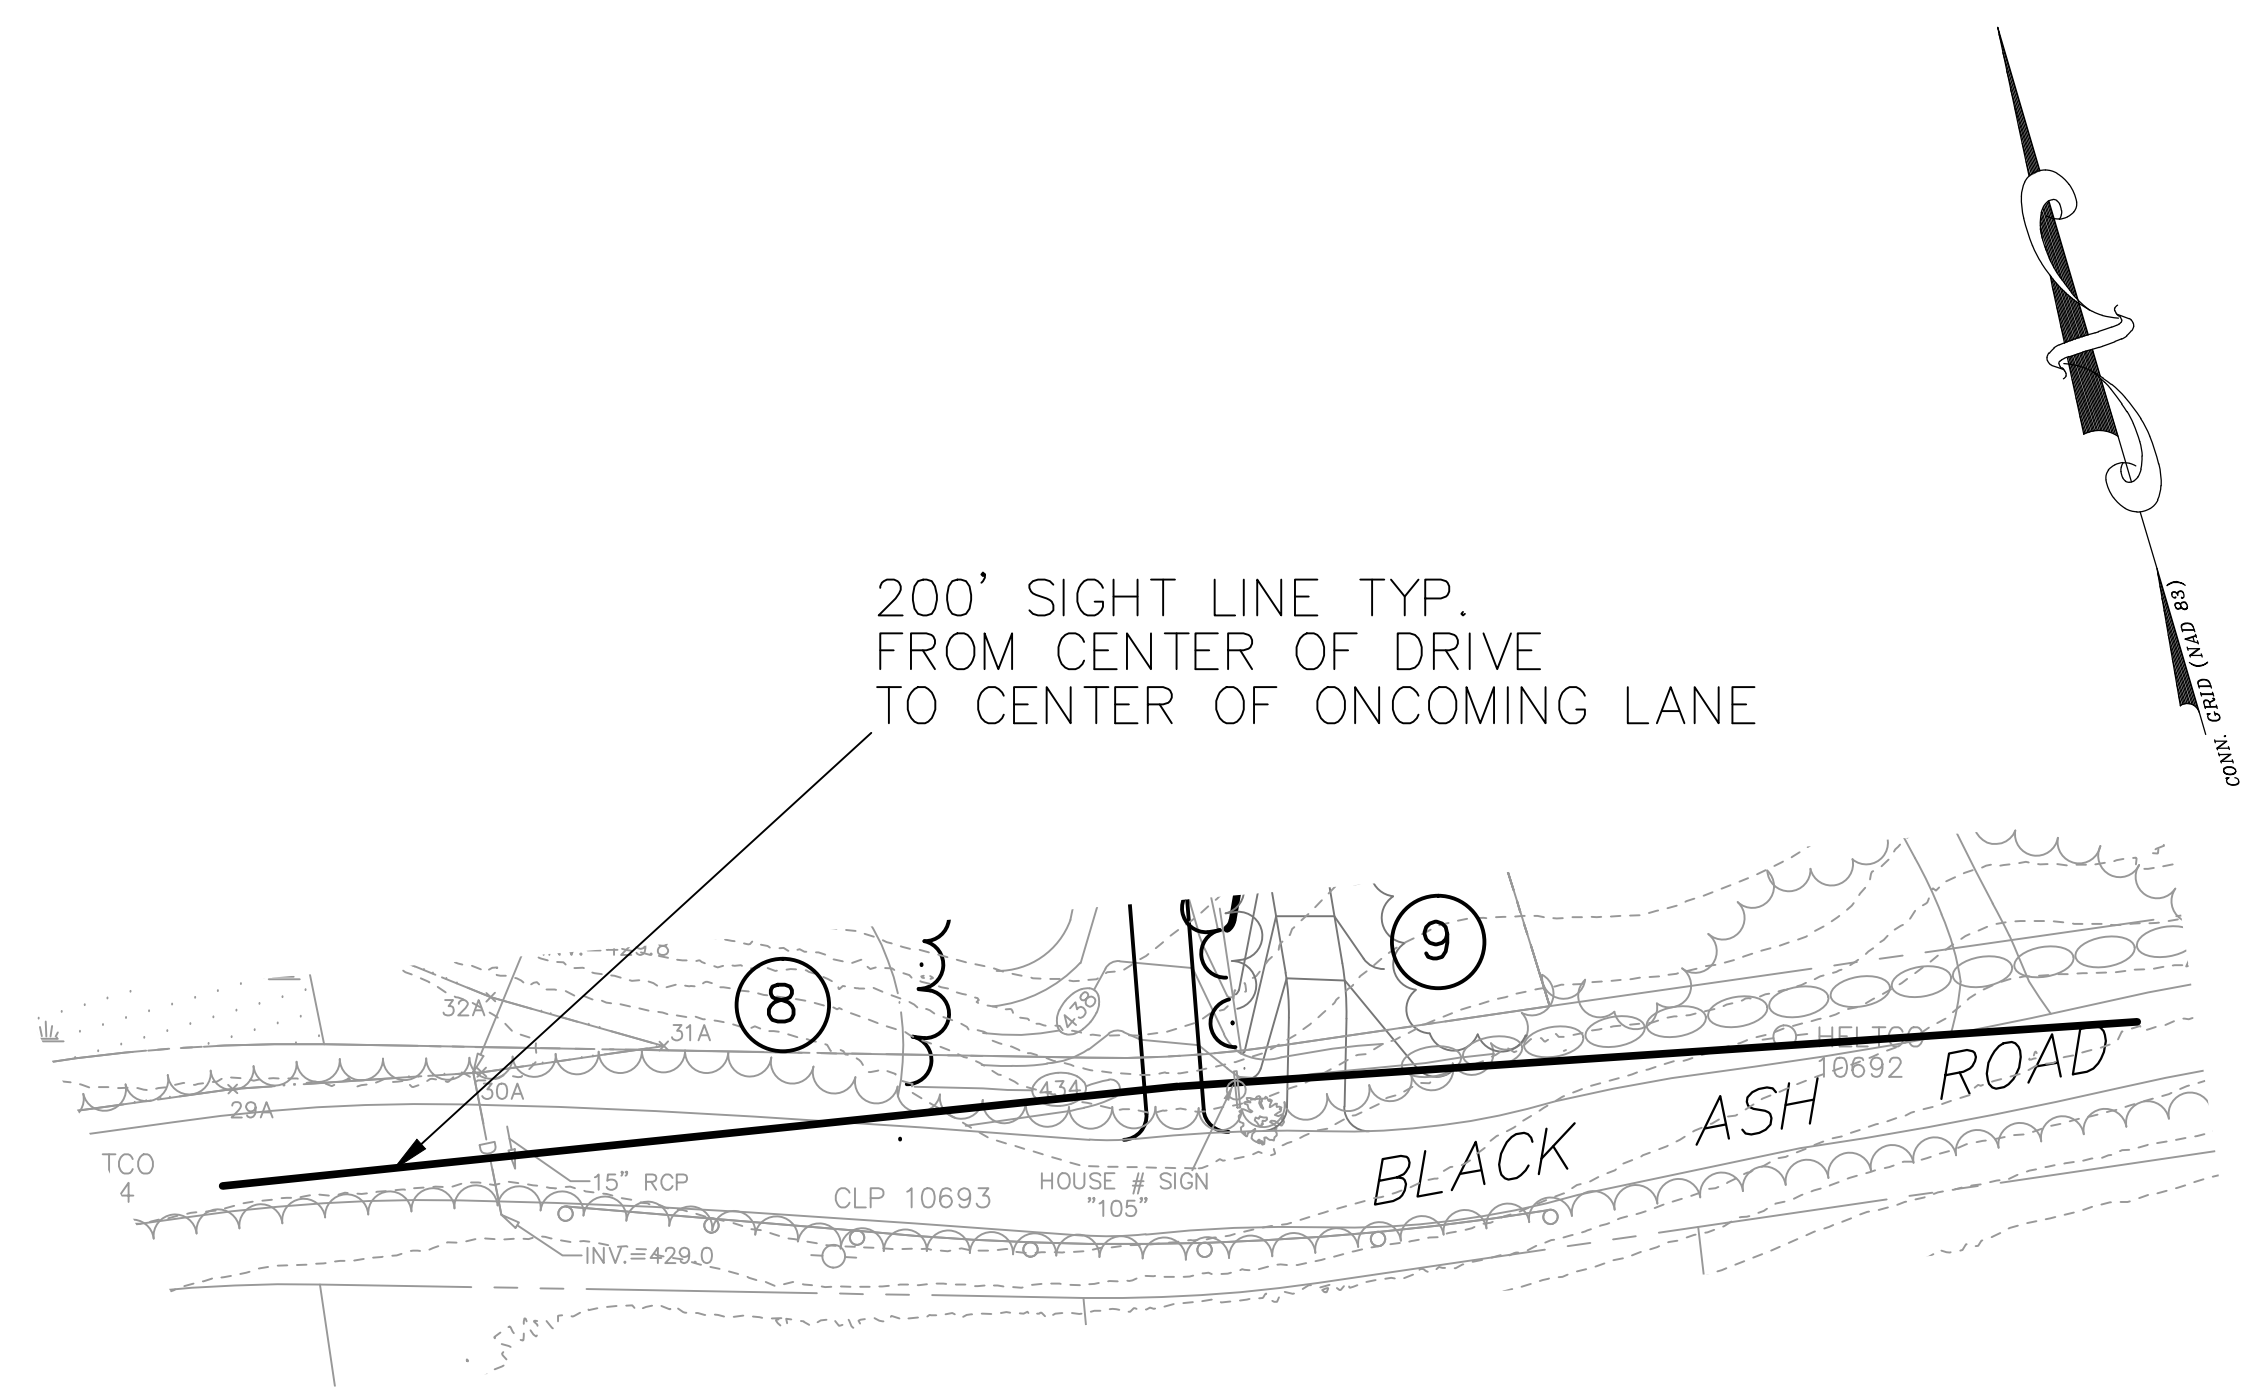 CONN. GRID (NAD 83)
200' SIGHT LINE TYP.
FROM CENTER OF DRIVE
TO CENTER OF ONCOMING LANE
9
8
438
32A
31A
434
30A
29A
HELTCO
10692
BLACK ASH ROAD
TCO
4
15" RCP
CLP 10693
HOUSE # SIGN
"105"
INV.=429.0